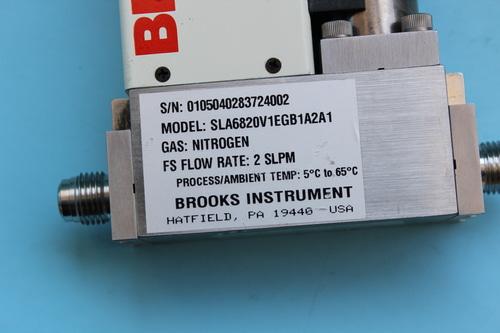 BR
S/N: 0105040283724002
MODEL: SLA6820V1EGB1A2A1
GAS: NITROGEN
FS FLOW RATE: 2 SLPM
PROCESS/AMBIENT TEMP: 5°C to 65°C
BROOKS INSTRUMENT
HATFIELD, PA 19440 - USA